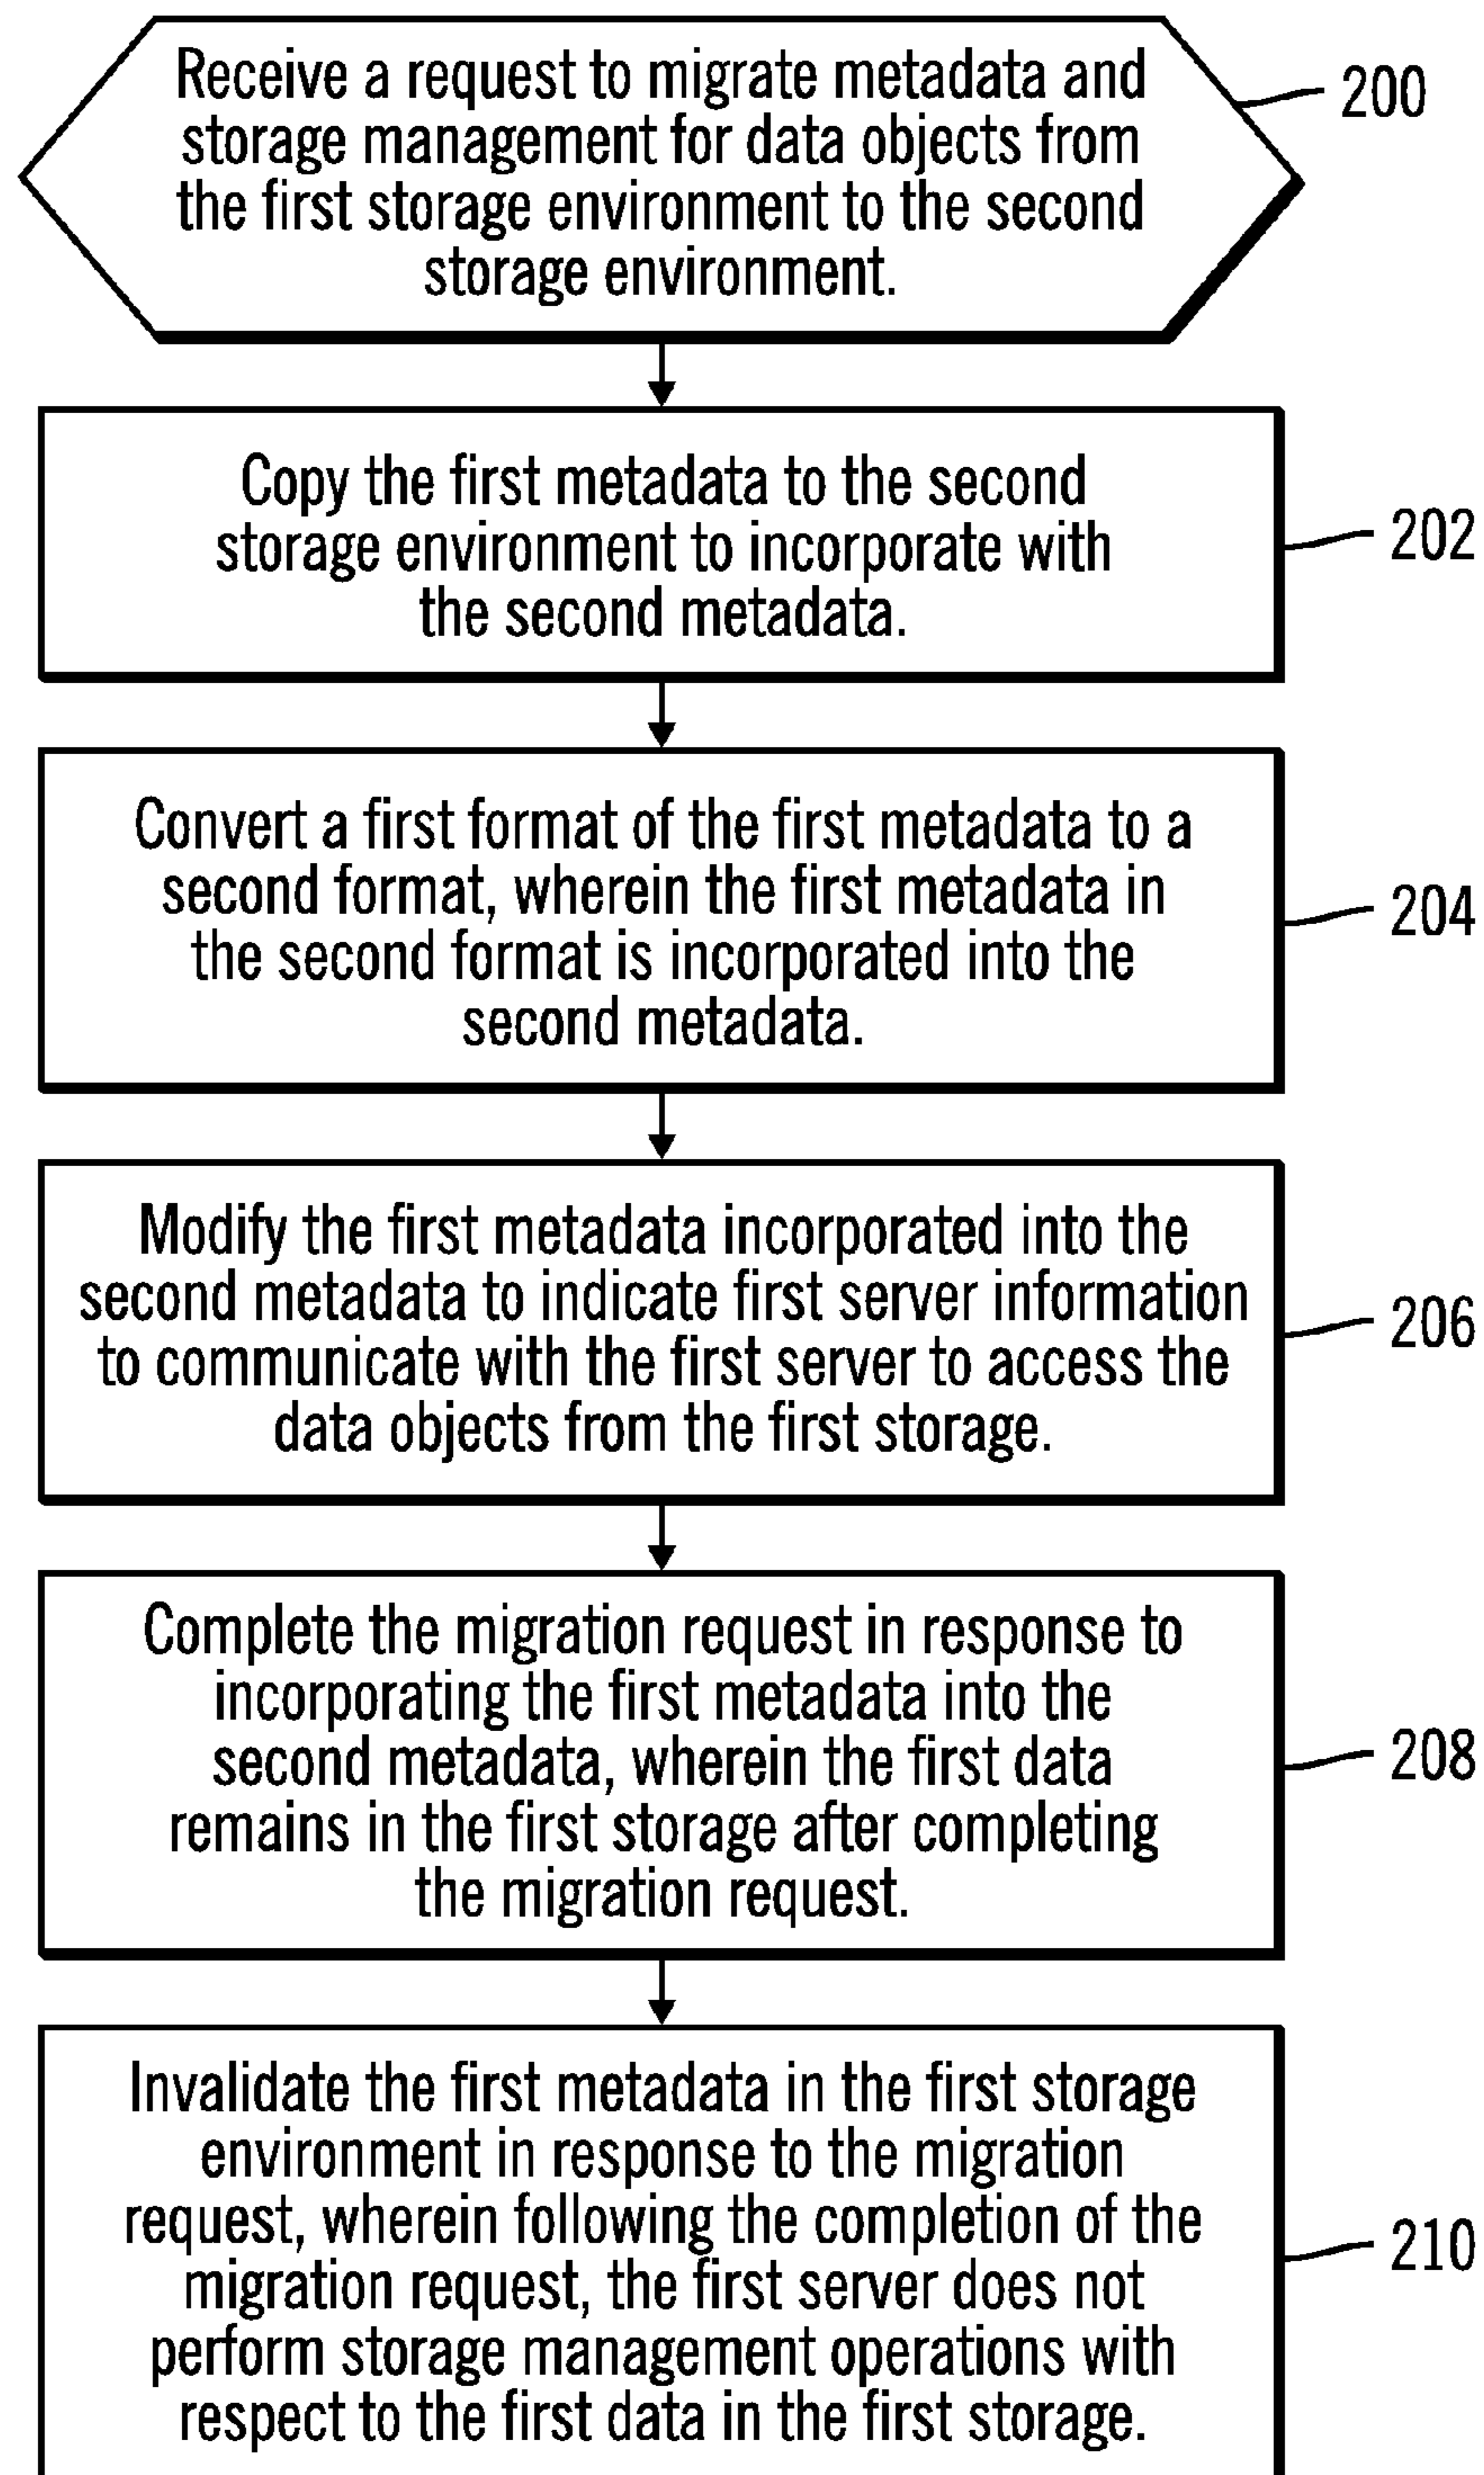 Receive a request to migrate metadata and
storage management for data objects from
the first storage environment to the second
storage environment.
200
Copy the first metadata to the second
storage environment to incorporate with
the second metadata.
202
Convert a first format of the first metadata to a
second format, wherein the first metadata in
the second format is incorporated into the
second metadata.
204
Modify the first metadata incorporated into the
second metadata to indicate first server information
to communicate with the first server to access the
data objects from the first storage.
206
Complete the migration request in response to
incorporating the first metadata into the
second metadata, wherein the first data
remains in the first storage after completing
the migration request.
208
Invalidate the first metadata in the first storage
environment in response to the migration
request, wherein following the completion of the
migration request, the first server does not
perform storage management operations with
respect to the first data in the first storage.
210